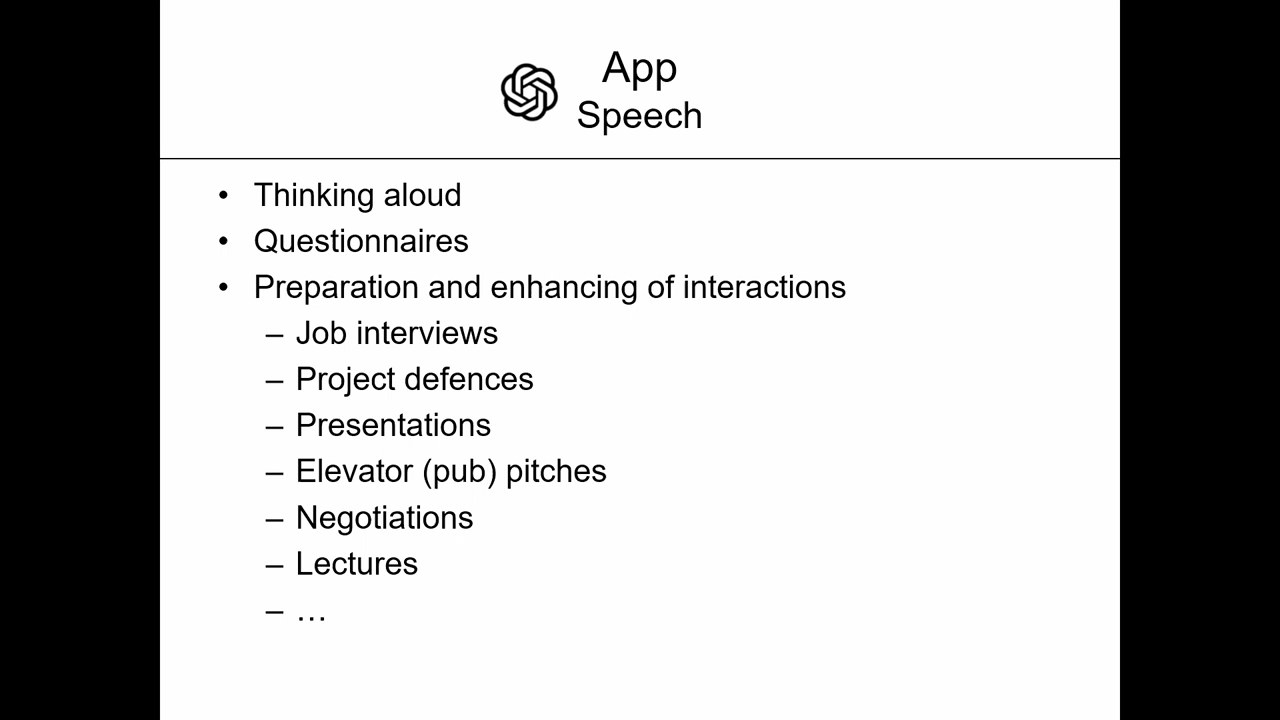 App
Speech
• Thinking aloud
• Questionnaires
• Preparation and enhancing of interactions
– Job interviews
– Project defences
– Presentations
– Elevator (pub) pitches
– Negotiations
– Lectures
– …